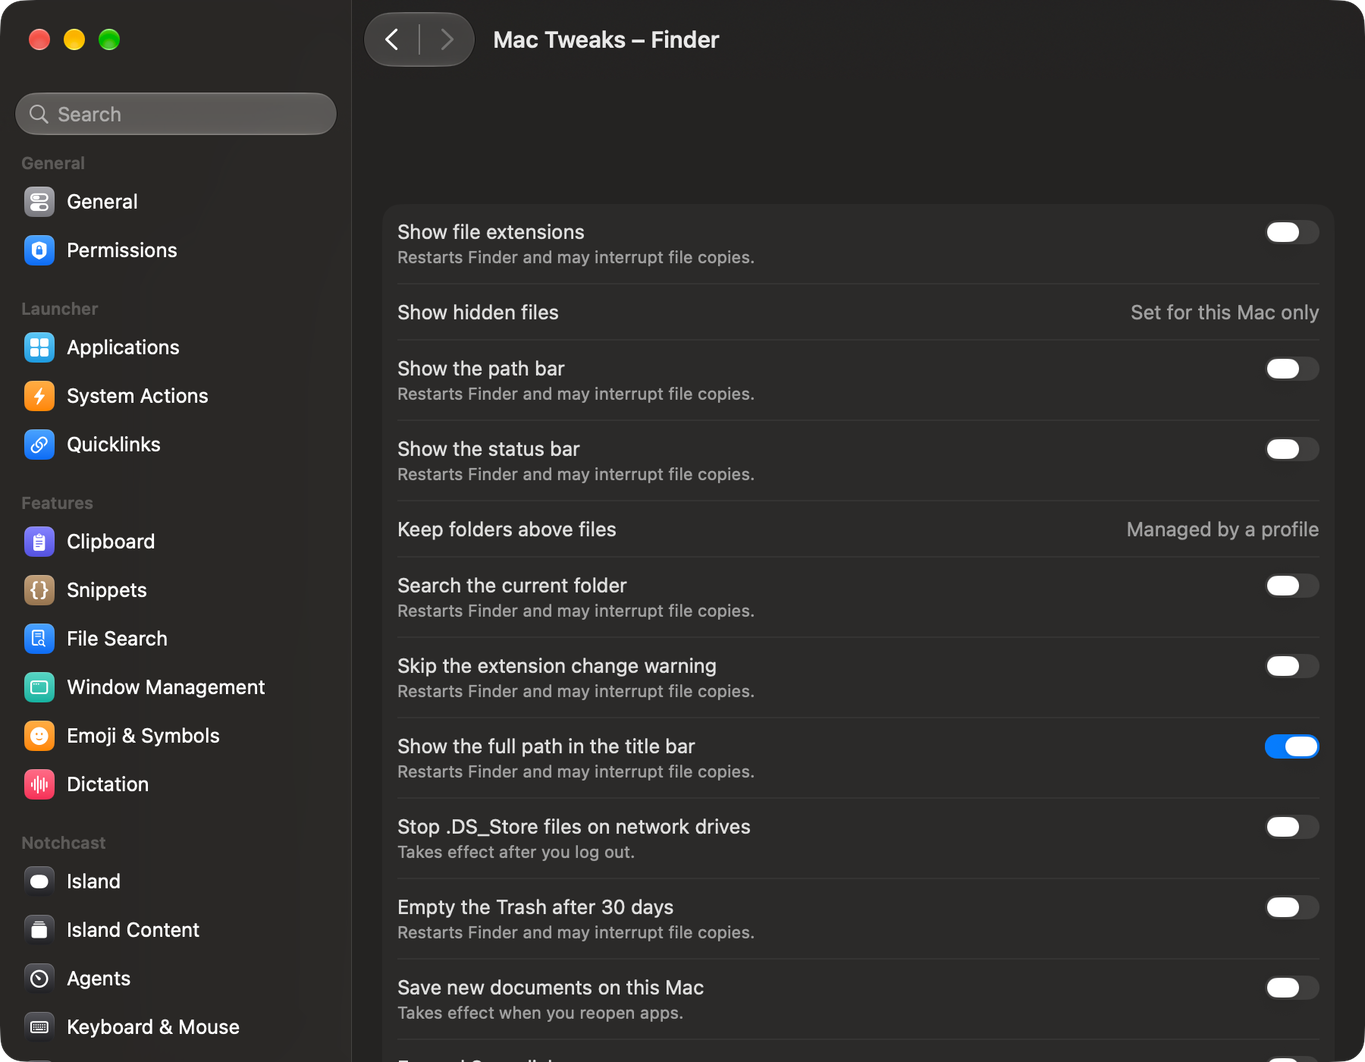 Mac Tweaks – Finder
Search
General
General
Permissions
Launcher
Applications
System Actions
Quicklinks
Features
Clipboard
Snippets
File Search
Window Management
Emoji & Symbols
Dictation
Notchcast
Island
Island Content
Agents
Keyboard & Mouse
Show file extensions
Restarts Finder and may interrupt file copies.
Show hidden files
Set for this Mac only
Show the path bar
Restarts Finder and may interrupt file copies.
Show the status bar
Restarts Finder and may interrupt file copies.
Keep folders above files
Managed by a profile
Search the current folder
Restarts Finder and may interrupt file copies.
Skip the extension change warning
Restarts Finder and may interrupt file copies.
Show the full path in the title bar
Restarts Finder and may interrupt file copies.
Stop .DS_Store files on network drives
Takes effect after you log out.
Empty the Trash after 30 days
Restarts Finder and may interrupt file copies.
Save new documents on this Mac
Takes effect when you reopen apps.